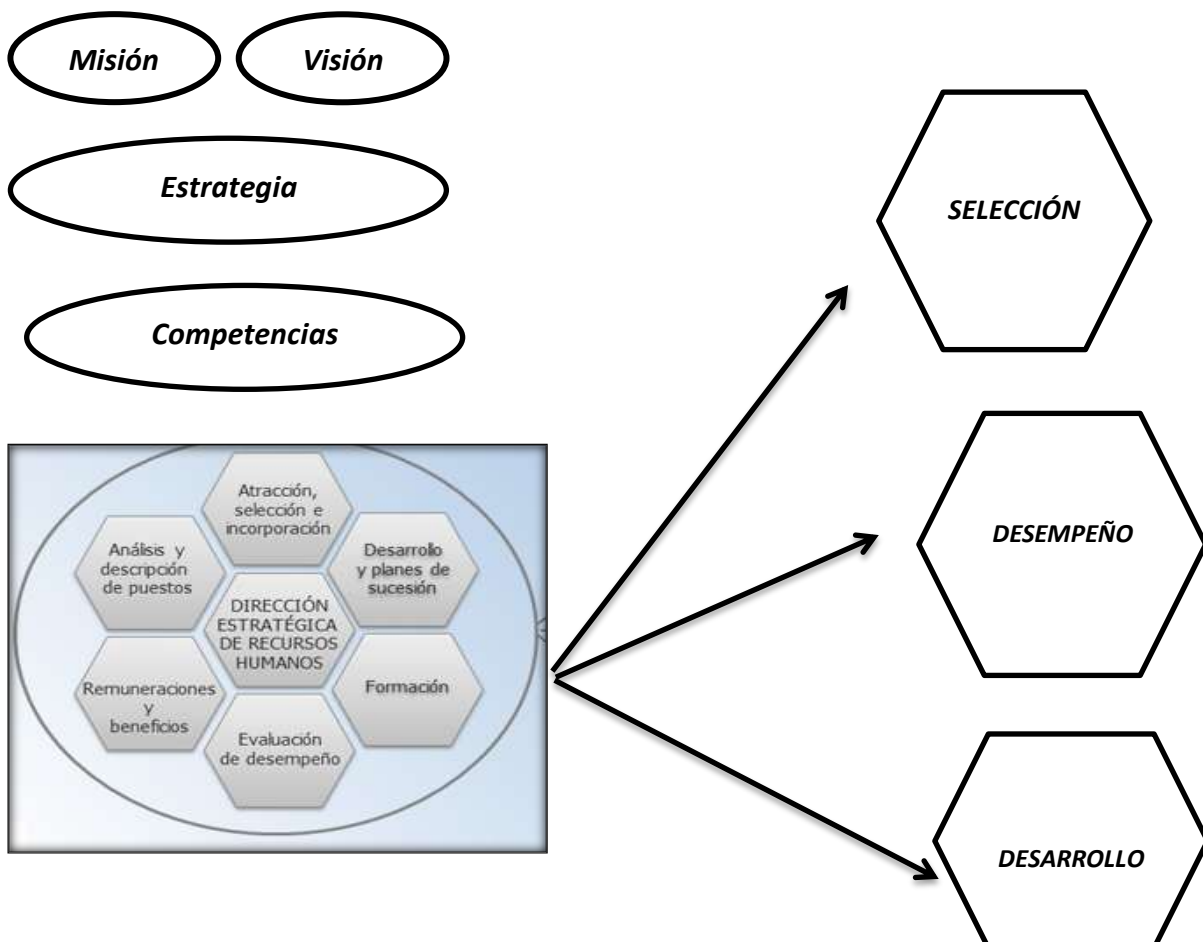 Misión
Visión
Estrategia
Competencias
Atracción,
selección e
incorporación
Análisis y
descripción
de puestos
Desarrollo
y planes de
sucesión
DIRECCIÓN
ESTRATÉGICA
DE RECURSOS
HUMANOS
Remuneraciones
y
beneficios
Formación
Evaluación
de desempeño
SELECCIÓN
DESEMPEÑO
DESARROLLO